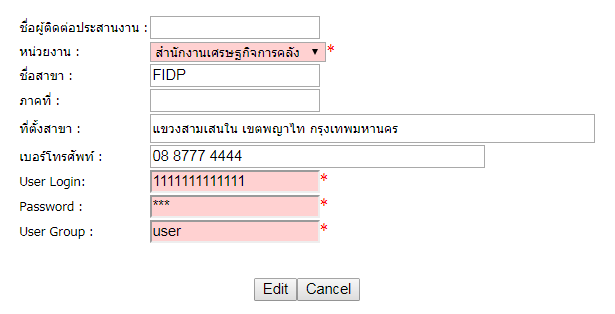 ชื่อผู้ติดต่อประสานงาน :
หน่วยงาน : สำนักงานเศรษฐกิจการคลัง *
ชื่อสาขา : FIDP
ภาคที่ :
ที่ตั้งสาขา : แขวงสามเสนใน เขตพญาไท กรุงเทพมหานคร
เบอร์โทรศัพท์ : 08 8777 4444
User Login: 1111111111111 *
Password : *** *
User Group : user *
Edit Cancel